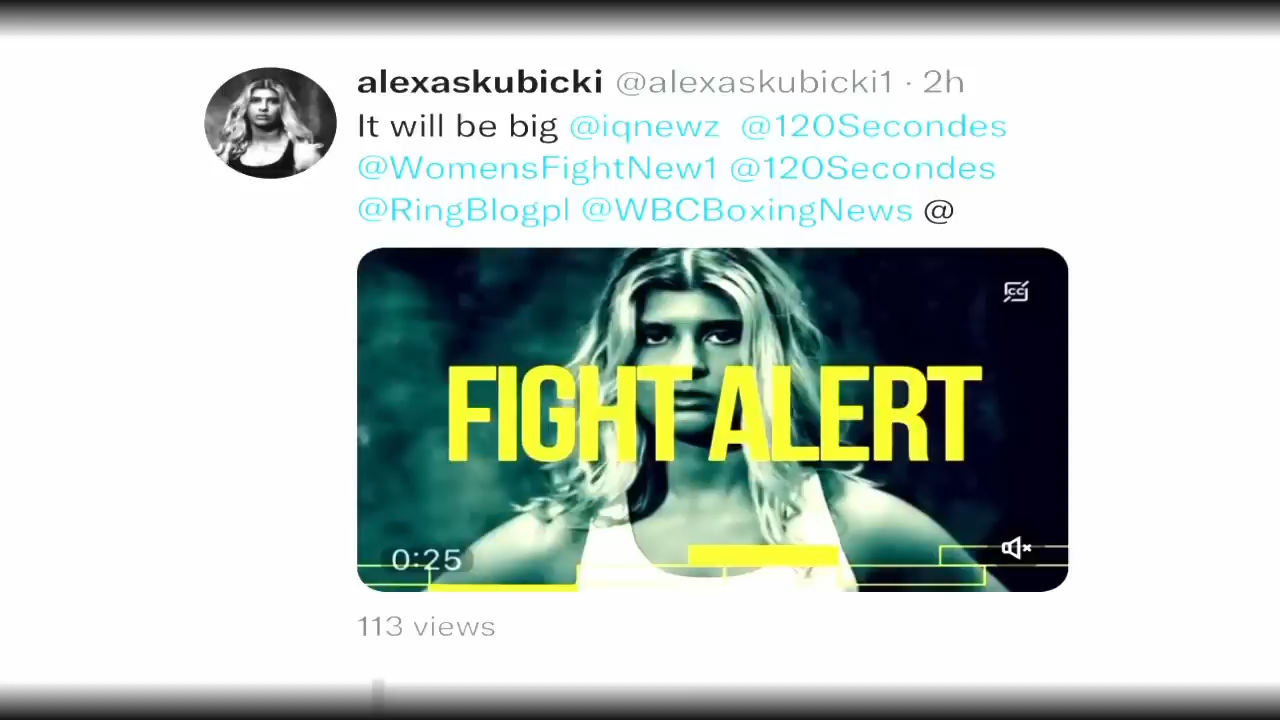 alexaskubicki @alexaskubicki1 · 2h
It will be big @iqnewz @120Secondes
@WomensFightNew1 @120Secondes
@RingBlogpl @WBCBoxingNews @
CC
FIGHT ALERT
0:25
113 views